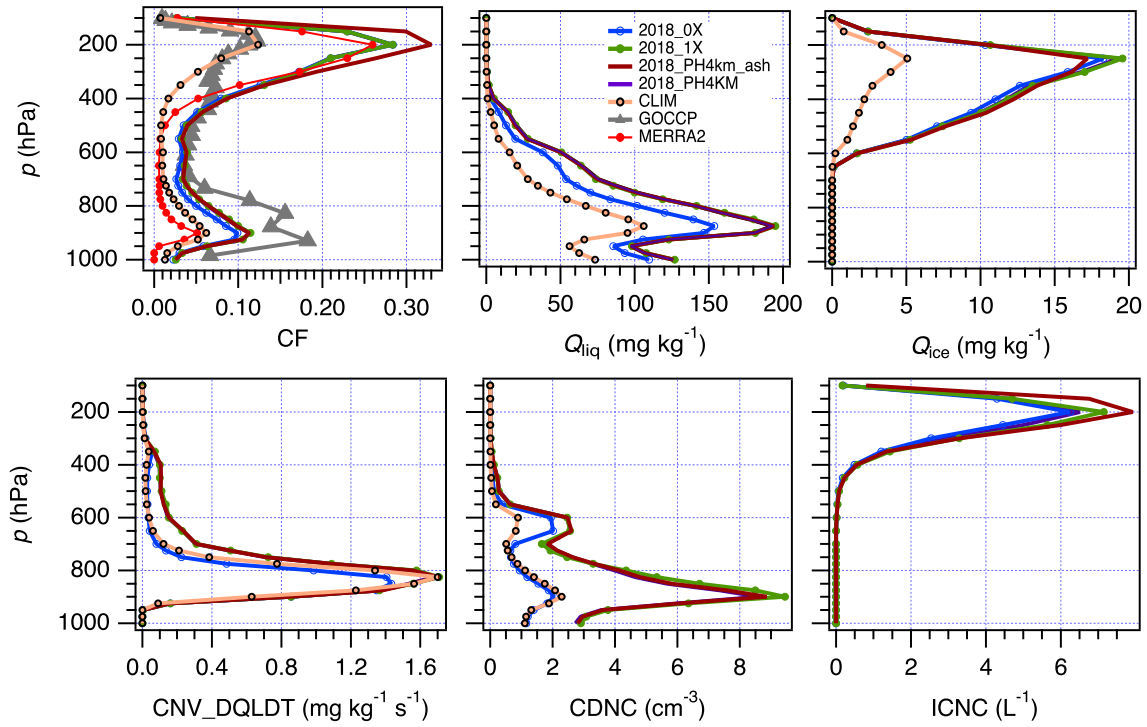 200
400
600
800
1000
p (hPa)
0.00
0.10
0.20
0.30
CF
2018_0X
2018_1X
2018_PH4km_ash
2018_PH4KM
CLIM
GOCCP
MERRA2
0
50
100
150
200
Qliq (mg kg-1)
0
5
10
15
20
Qice (mg kg-1)
200
400
600
800
1000
p (hPa)
0.0
0.4
0.8
1.2
1.6
CNV_DQLDT (mg kg-1 s-1)
0
2
4
6
8
CDNC (cm-3)
0
2
4
6
ICNC (L-1)